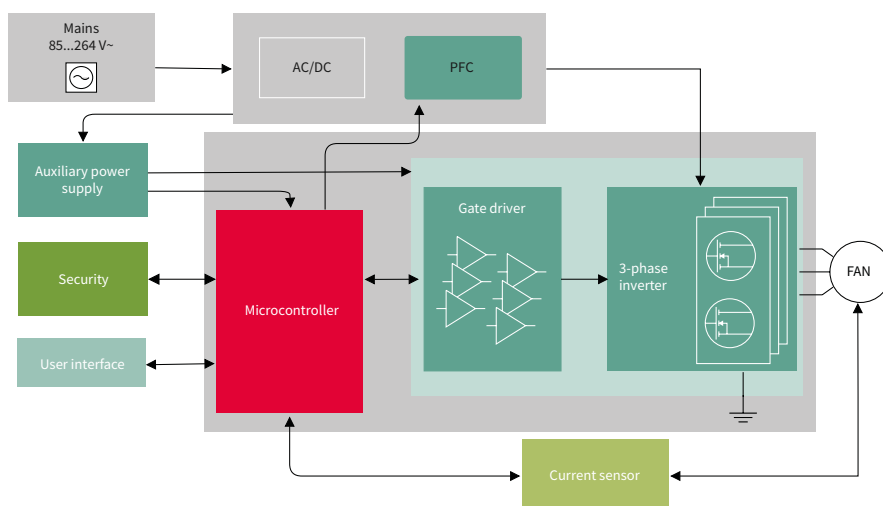 Mains
85...264 V~
AC/DC
PFC
Auxiliary power
supply
Gate driver
Security
3-phase
inverter
FAN
Microcontroller
User interface
Current sensor